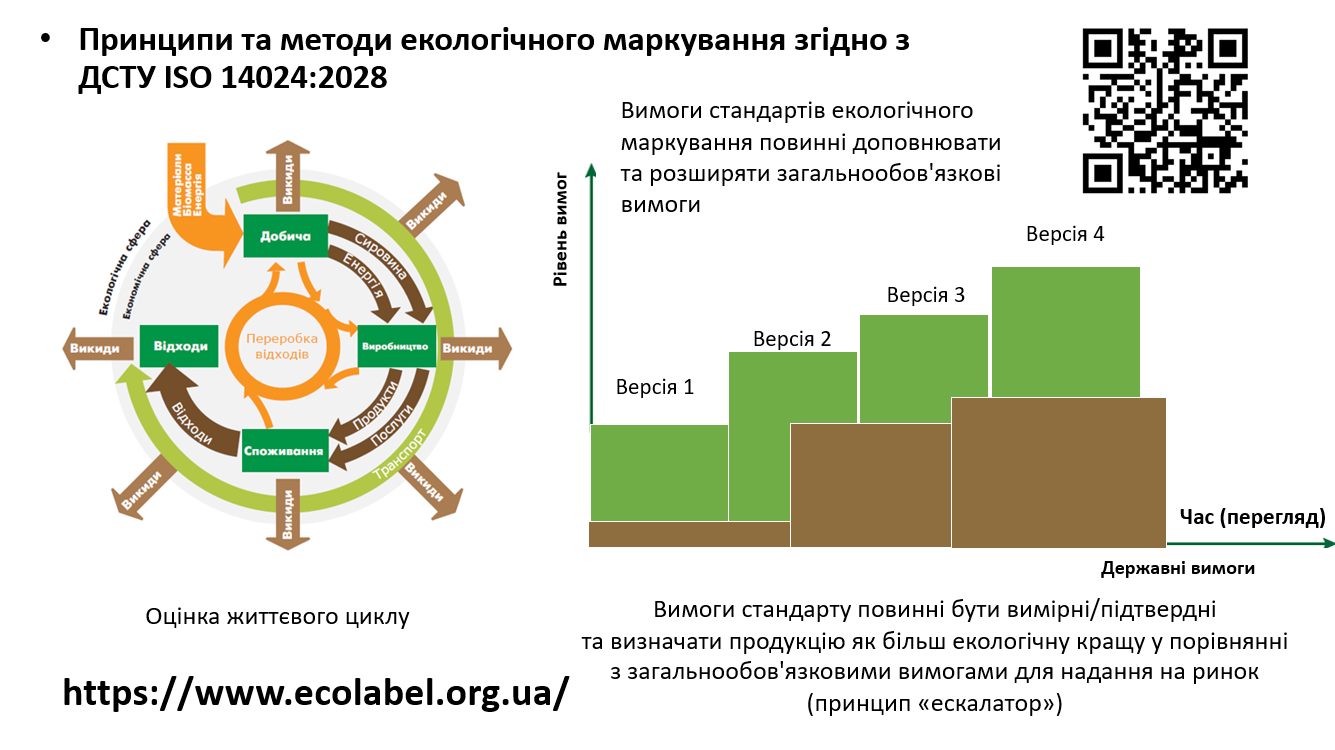 Принципи та методи екологічного маркування згідно з
ДСТУ ISO 14024:2028
Вимоги стандартів екологічного
маркування повинні доповнювати
та розширяти загальнообов'язкові
вимоги
Матеріали
Біомасса
Енергія
Викиди
Викиди
Екологічна сфера
Економічна сфера
Добича
Сировина
Енергія
Викиди
Відходи
Переробка
відходів
Виробництво
Викиди
Відходи
Продукти
Послуги
Споживання
Транспорт
Викиди
Викиди
Викиди
Оцінка життєвого циклу
Рівень вимог
Версія 1
Версія 2
Версія 3
Версія 4
Час (перегляд)
Державні вимоги
Вимоги стандарту повинні бути вимірні/підтвердні
та визначати продукцію як більш екологічну кращу у порівнянні
з загальнообов'язковими вимогами для надання на ринок
(принцип «ескалатор»)
https://www.ecolabel.org.ua/